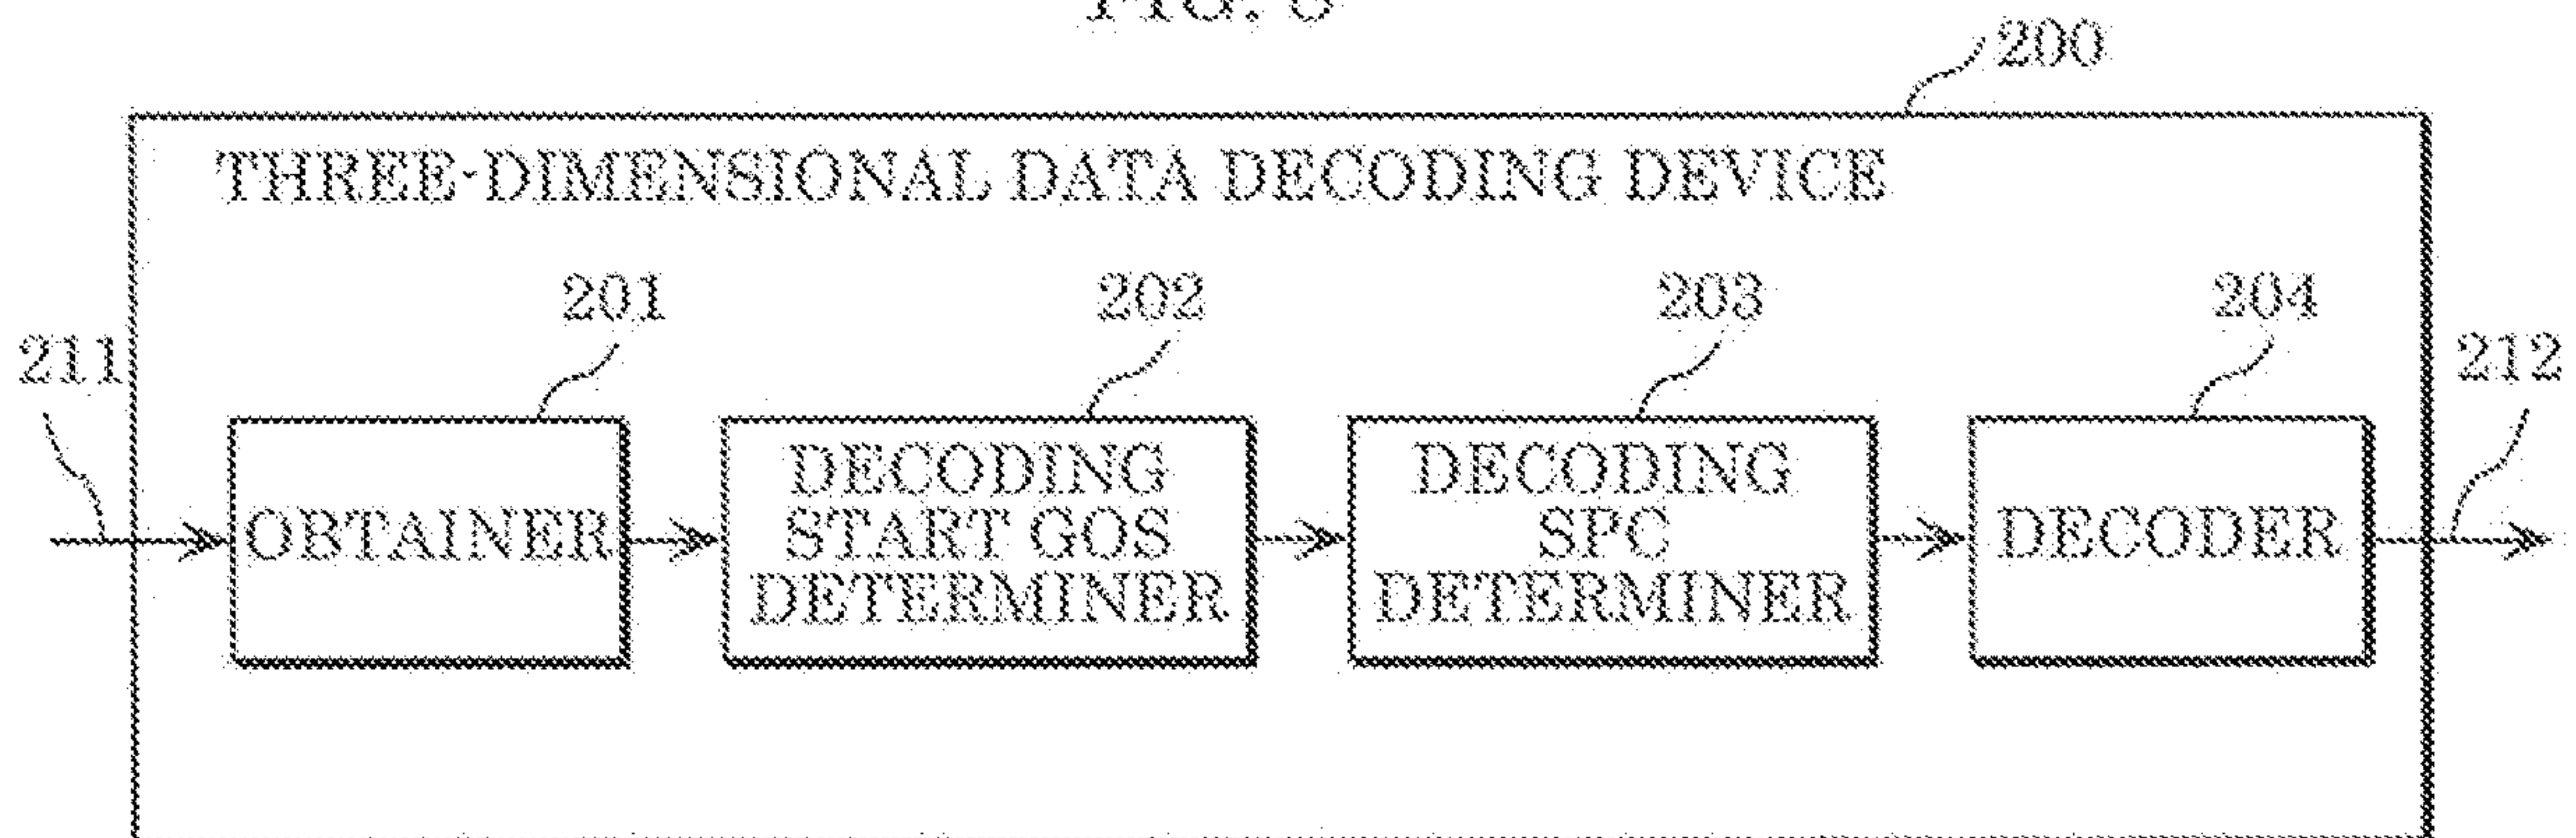 FIG.
200
THREE-DIMENSIONAL DATA DECODING DEVICE
201
202
203
204
211
212
OBTAINER
DECODING
START GOS
DETERMINER
DECODING
SPC
DETERMINER
DECODER